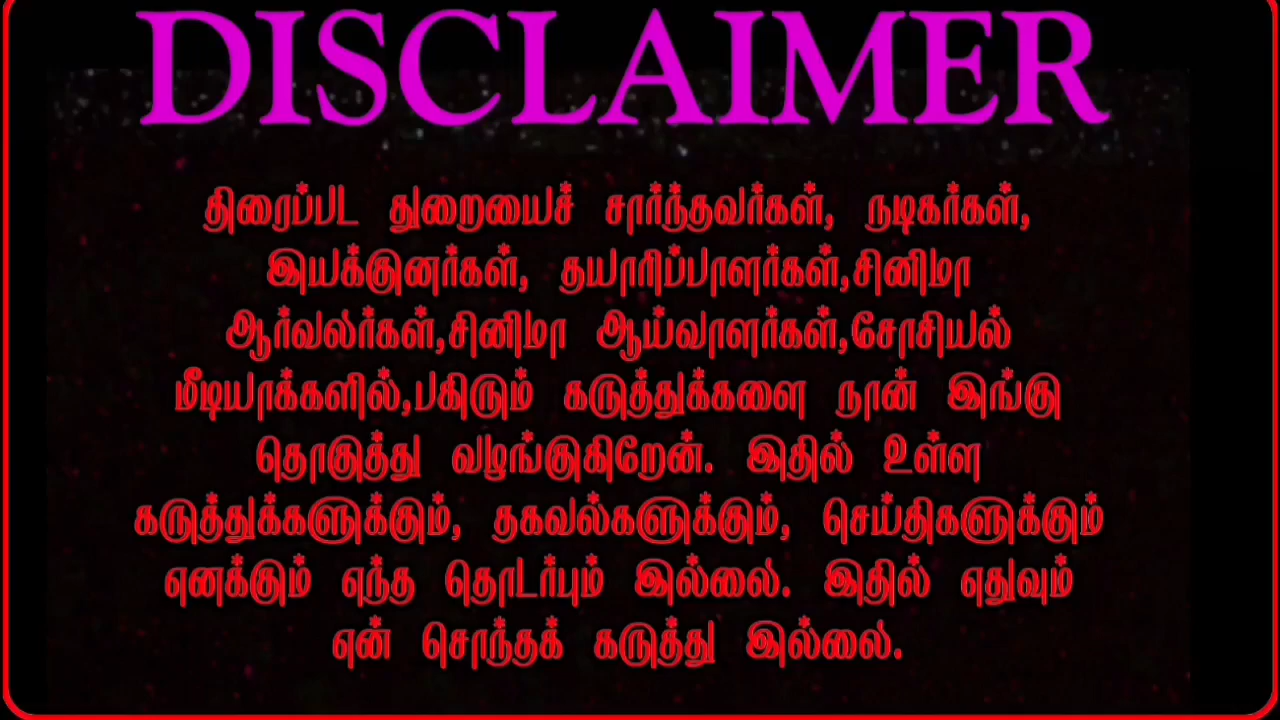 DISCLAIMER
திரைப்பட துறையைச் சார்ந்தவர்கள், நடிகர்கள்,
இயக்குனர்கள், தயாரிப்பாளர்கள்,சினிமா
ஆர்வலர்கள்,சினிமா ஆய்வாளர்கள்,சோசியல்
மீடியாக்களில்,பகிரும் கருத்துக்களை நான் இங்கு
தொகுத்து வழங்குகிறேன். இதில் உள்ள
கருத்துக்களுக்கும், தகவல்களுக்கும், செய்திகளுக்கும்
எனக்கும் எந்த தொடர்பும் இல்லை. இதில் எதுவும்
என் சொந்தக் கருத்து இல்லை.